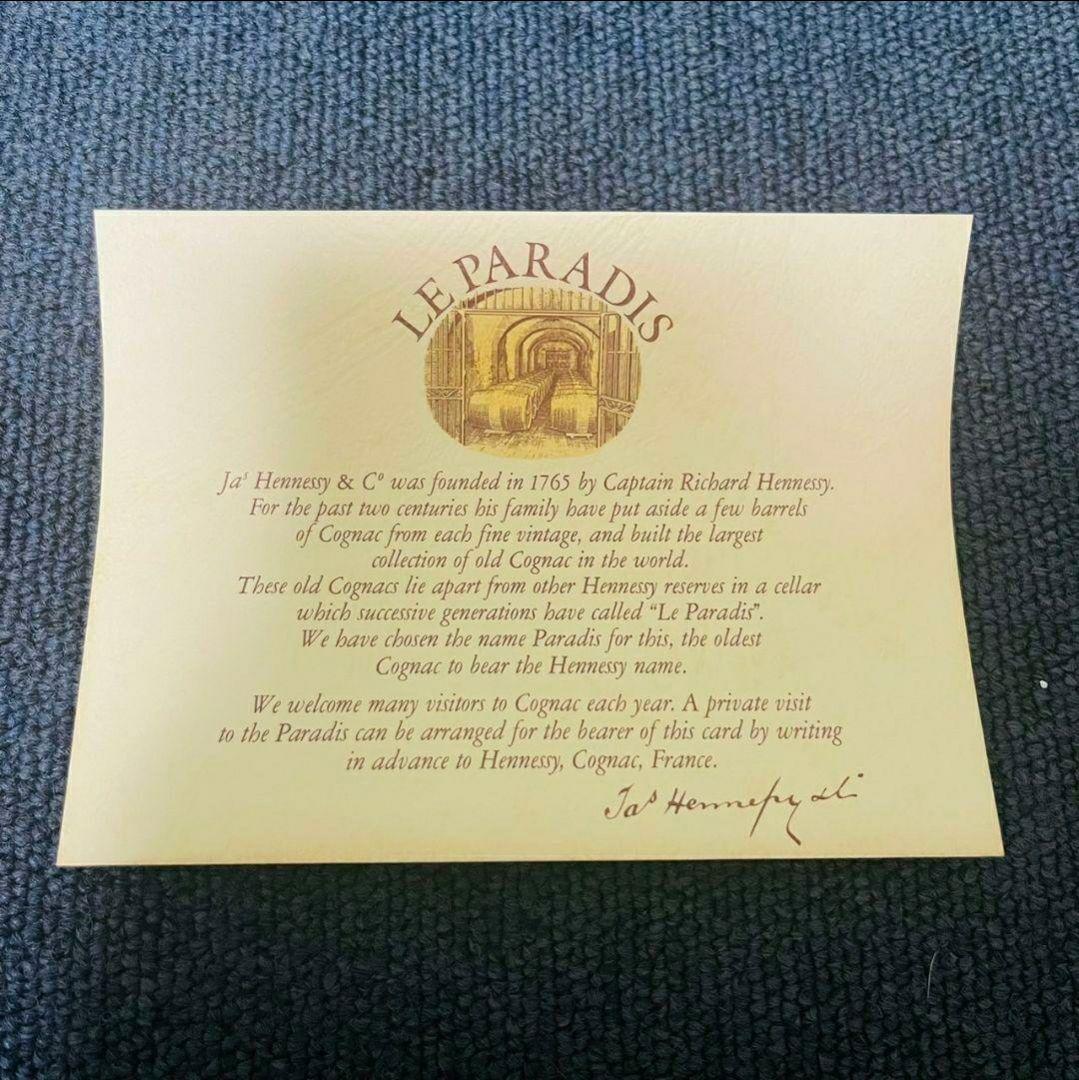 LE PARADIS
Jaˢ Hennessy & Cº was founded in 1765 by Captain Richard Hennessy.
For the past two centuries his family have put aside a few barrels
of Cognac from each fine vintage, and built the largest
collection of old Cognac in the world.
These old Cognacs lie apart from other Hennessy reserves in a cellar
which successive generations have called “Le Paradis”.
We have chosen the name Paradis for this, the oldest
Cognac to bear the Hennessy name.
We welcome many visitors to Cognac each year. A private visit
to the Paradis can be arranged for the bearer of this card by writing
in advance to Hennessy, Cognac, France.
Jaˢ Hennessy